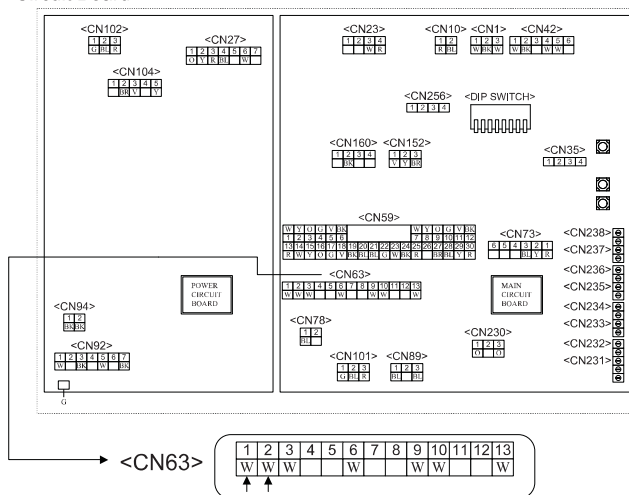 <CN102>
1 2 3
G BL R
<CN27>
1 2 3 4 5 6 7
O Y R BL W
<CN104>
1 2 3 4 5
BR V Y
<CN23>
1 2 3 4
W R
<CN10>
1 2
R BL
<CN1>
1 2 3
W BK W
<CN42>
1 2 3 4 5 6
W BK W W
<CN256>
1 2 3 4
<DIP SWITCH>
<CN160>
1 2 3 4
BK
<CN152>
1 2 3
V Y BR
<CN35>
1 2 3 4
<CN59>
W Y O G V BK W Y O G V BK
1 2 3 4 5 6 7 8 9 10 11 12
13 14 15 16 17 18 19 20 21 22 23 24 25 26 27 28 29 30
R W Y O G V BK BL BL G W BK R BR BL Y R
<CN73>
6 5 4 3 2 1
BL Y R
<CN238>
<CN237>
<CN236>
<CN235>
<CN234>
<CN233>
<CN232>
<CN231>
<CN63>
1 2 3 4 5 6 7 8 9 10 11 12 13
W W W W W W W
POWER
CIRCUIT
BOARD
MAIN
CIRCUIT
BOARD
<CN94>
1 2
BK BK
<CN92>
1 2 3 4 5 6 7
W BK W BK
G
<CN78>
1 2
BL
<CN101>
1 2 3
G BL R
<CN89>
1 2 3
BL BL
<CN230>
1 2 3
O O
<CN63>
1 2 3 4 5 6 7 8 9 10 11 12 13
W W W W W W W